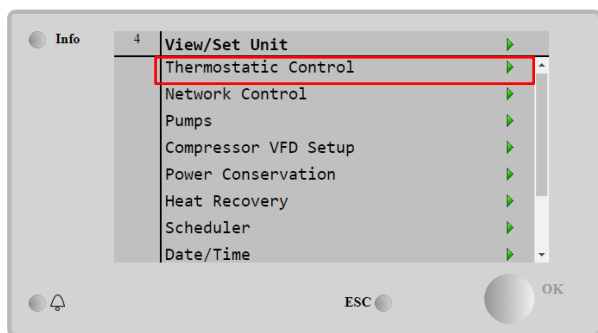 Info
4 View/Set Unit
Thermostatic Control
Network Control
Pumps
Compressor VFD Setup
Power Conservation
Heat Recovery
Scheduler
Date/Time
ESC
OK